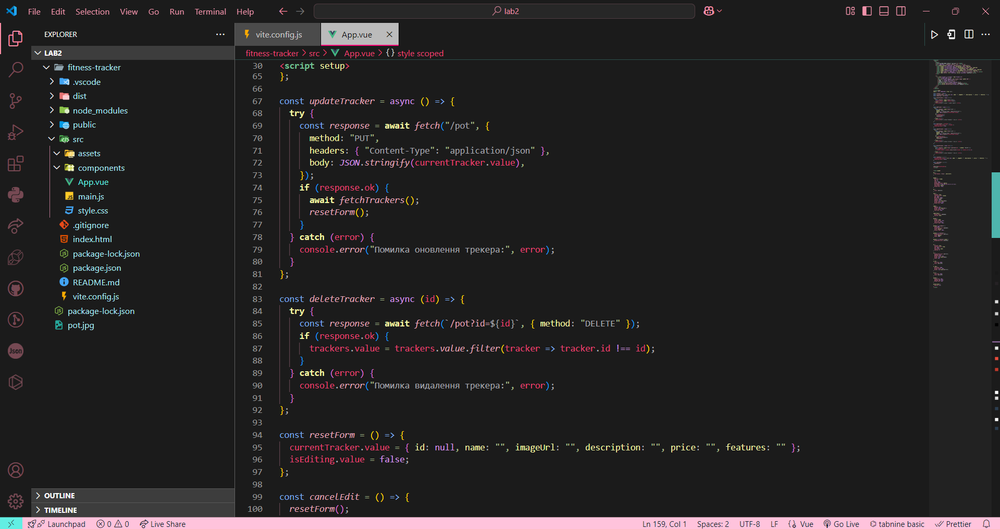 File Edit Selection View Go Run Terminal Help
lab2
EXPLORER
LAB2
fitness-tracker
.vscode
dist
node_modules
public
src
assets
components
App.vue
JS main.js
style.css
.gitignore
index.html
package-lock.json
package.json
README.md
vite.config.js
package-lock.json
pot.jpg
Json
OUTLINE
TIMELINE
vite.config.js
App.vue
fitness-tracker > src > App.vue > {} style scoped
30 <script setup>
65 };
66
67 const updateTracker = async () => {
68 try {
69 const response = await fetch("/pot", {
70 method: "PUT",
71 headers: { "Content-Type": "application/json" },
72 body: JSON.stringify(currentTracker.value),
73 });
74 if (response.ok) {
75 await fetchTrackers();
76 resetForm();
77 }
78 } catch (error) {
79 console.error("Помилка оновлення трекера:", error);
80 }
81 };
82
83 const deleteTracker = async (id) => {
84 try {
85 const response = await fetch(`/pot?id=${id}`, { method: "DELETE" });
86 if (response.ok) {
87 trackers.value = trackers.value.filter(tracker => tracker.id !== id);
88 }
89 } catch (error) {
90 console.error("Помилка видалення трекера:", error);
91 }
92 };
93
94 const resetForm = () => {
95 currentTracker.value = { id: null, name: "", imageUrl: "", description: "", price: "", features: "" };
96 isEditing.value = false;
97 };
98
99 const cancelEdit = () => {
100 resetForm();
Launchpad 0 0 Live Share Ln 159, Col 1 Spaces: 2 UTF-8 LF Vue Go Live tabnine basic Prettier